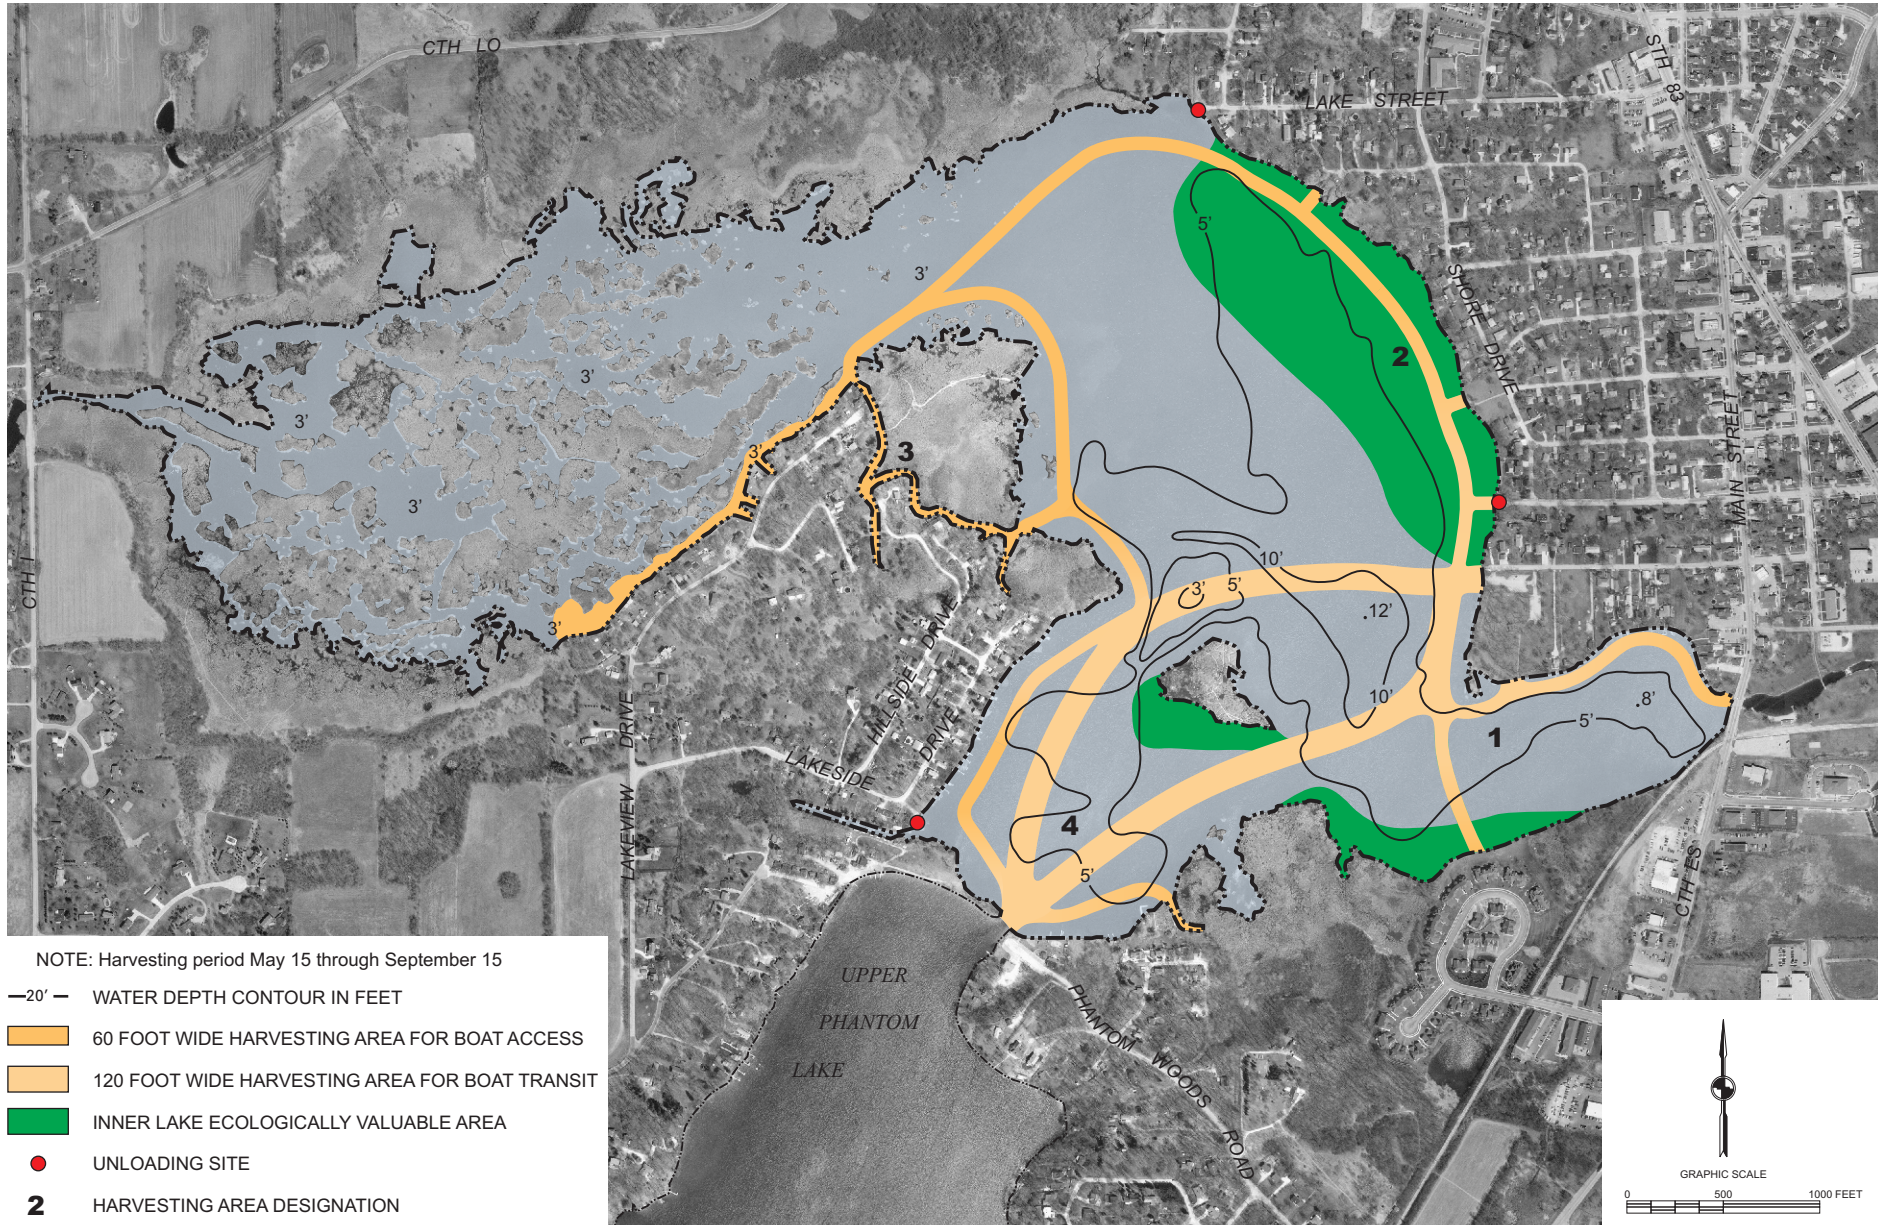 CTH LO
STH 83
LAKE STREET
5'
3'
SHORE DRIVE
2
3'
3'
MAIN STREET
3'
3
3'
10'
CTH I
3'
5'
12'
3'
HILLSIDE DRIVE
10'
8'
5'
1
LAKEVIEW DRIVE
DRIVE
LAKESIDE
4
5'
CTH ES
NOTE: Harvesting period May 15 through September 15
20' WATER DEPTH CONTOUR IN FEET
60 FOOT WIDE HARVESTING AREA FOR BOAT ACCESS
120 FOOT WIDE HARVESTING AREA FOR BOAT TRANSIT
INNER LAKE ECOLOGICALLY VALUABLE AREA
UNLOADING SITE
2 HARVESTING AREA DESIGNATION
UPPER
PHANTOM
LAKE
PHANTOM WOODS ROAD
GRAPHIC SCALE
0 500 1000 FEET